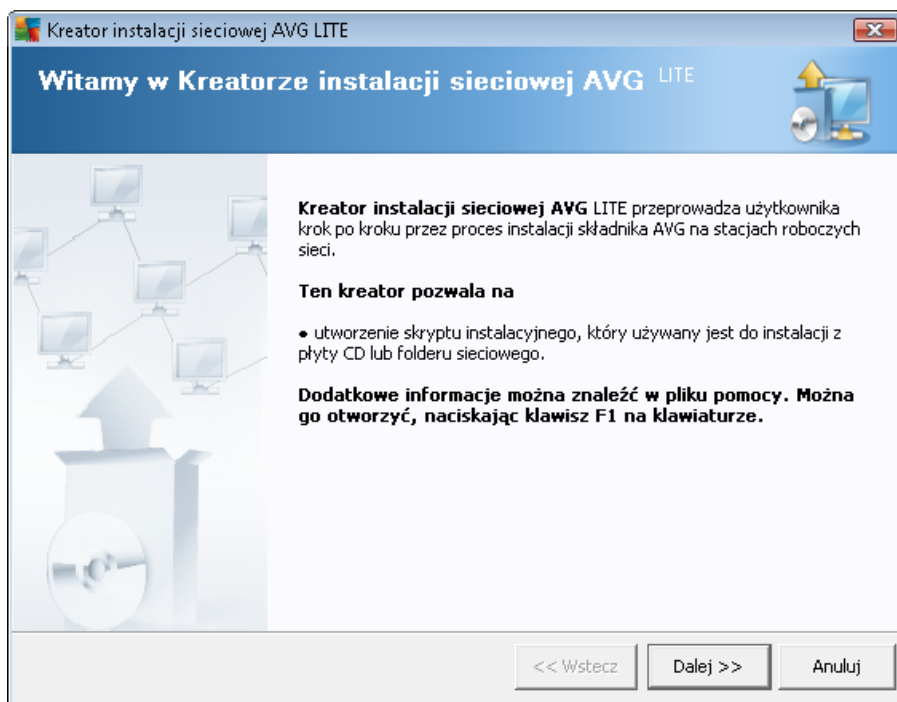 Kreator instalacji sieciowej AVG LITE
Witamy w Kreatorze instalacji sieciowej AVG LITE
Kreator instalacji sieciowej AVG LITE przeprowadza użytkownika
krok po kroku przez proces instalacji składnika AVG na stacjach roboczych
sieci.
Ten kreator pozwala na
• utworzenie skryptu instalacyjnego, który używany jest do instalacji z
płyty CD lub folderu sieciowego.
Dodatkowe informacje można znaleźć w pliku pomocy. Można
go otworzyć, naciskając klawisz F1 na klawiaturze.
<< Wstecz
Dalej >>
Anuluj